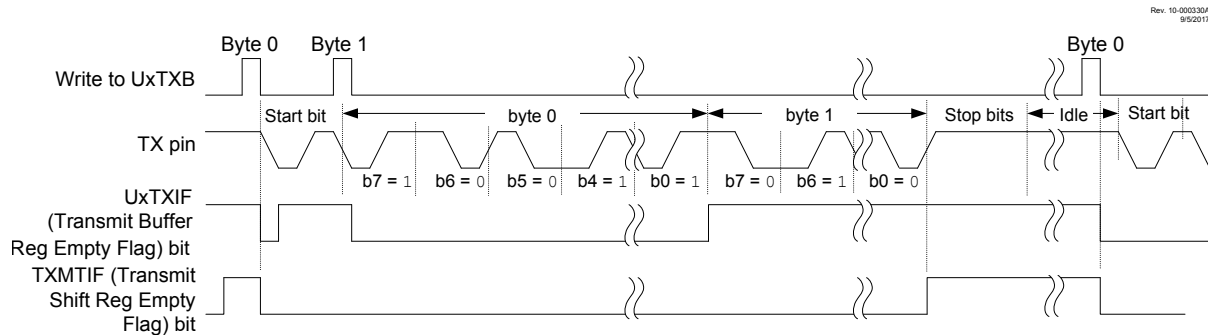 Rev. 10-000330A
9/5/2017
Byte 0 Byte 1 Byte 0
Write to UxTXB
Start bit byte 0 byte 1 Stop bits Idle Start bit
TX pin
b7 = 1 b6 = 0 b5 = 0 b4 = 1 b0 = 1 b7 = 0 b6 = 1 b0 = 0
UxTXIF
(Transmit Buffer
Reg Empty Flag) bit
TXMTIF (Transmit
Shift Reg Empty
Flag) bit